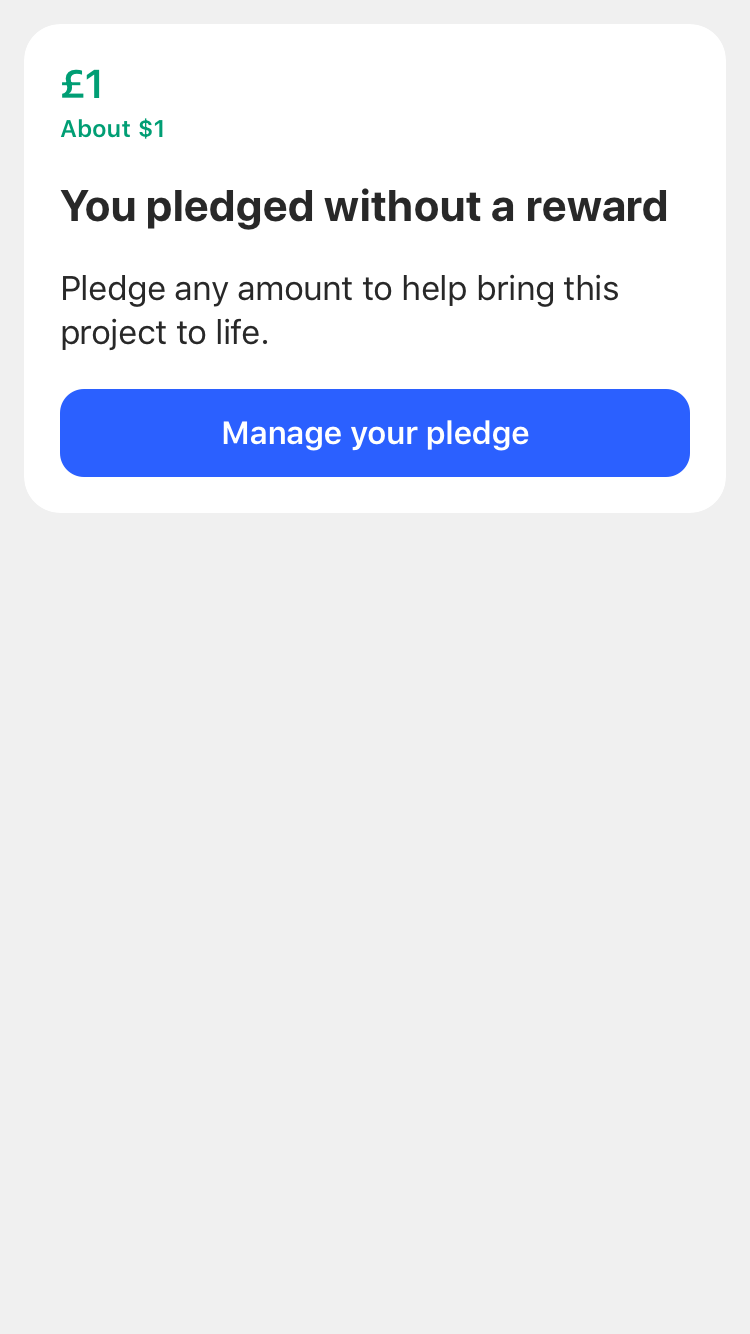 £1
About $1
You pledged without a reward
Pledge any amount to help bring this
project to life.
Manage your pledge